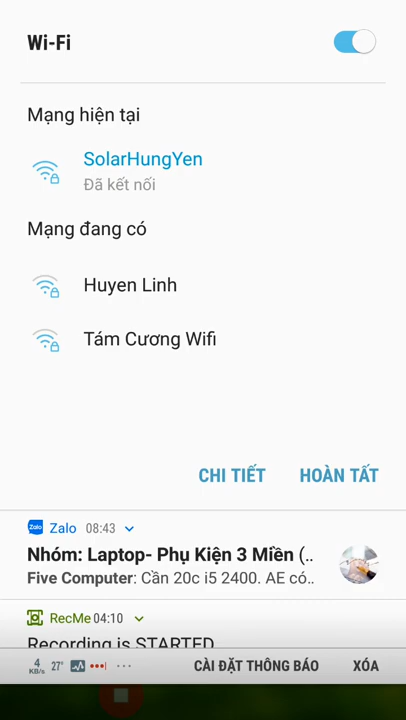 Wi-Fi
Mạng hiện tại
SolarHungYen
Đã kết nối
Mạng đang có
Huyen Linh
Tám Cương Wifi
CHI TIẾT HOÀN TẤT
Zalo Zalo 08:43
Nhóm: Laptop- Phụ Kiện 3 Miền (..
Five Computer: Cần 20c i5 2400. AE có..
RecMe 04:10
Recording is STARTED
4 KB/s 27° CÀI ĐẶT THÔNG BÁO XÓA